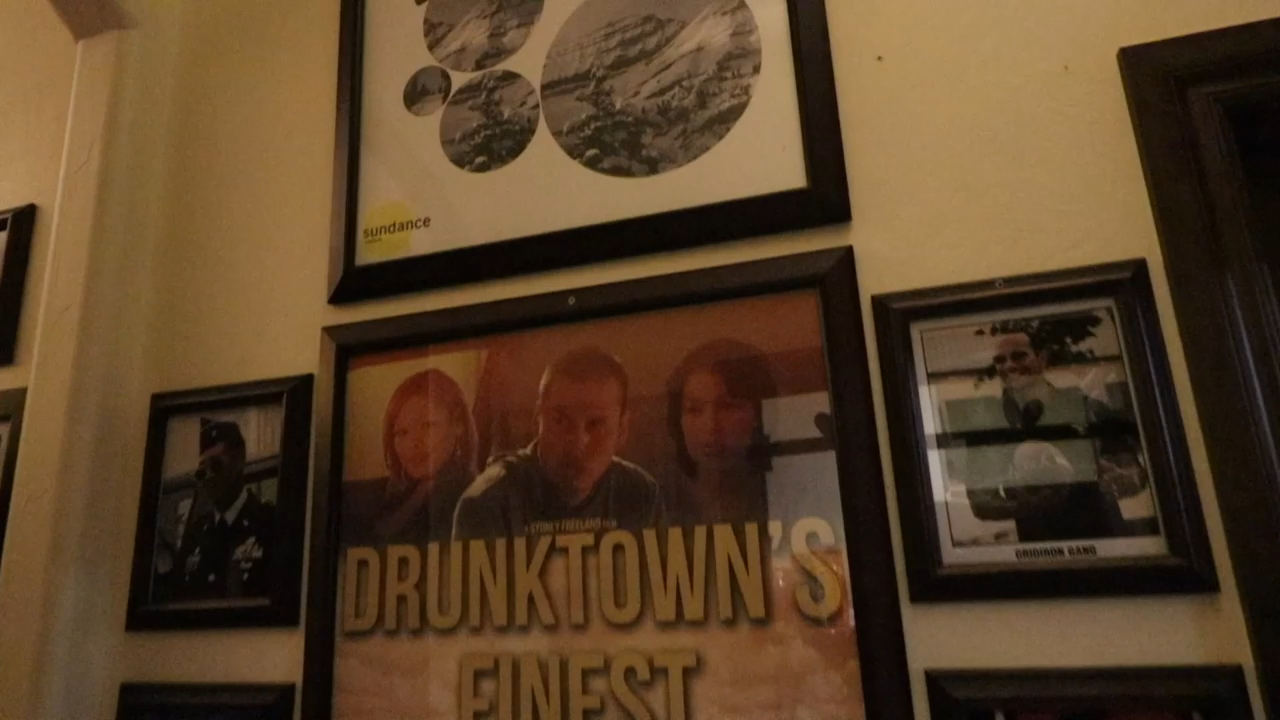 sundance
A SYDNEY FREELAND FILM
DRUNKTOWN'S
FINEST
GRIDIRON GANG